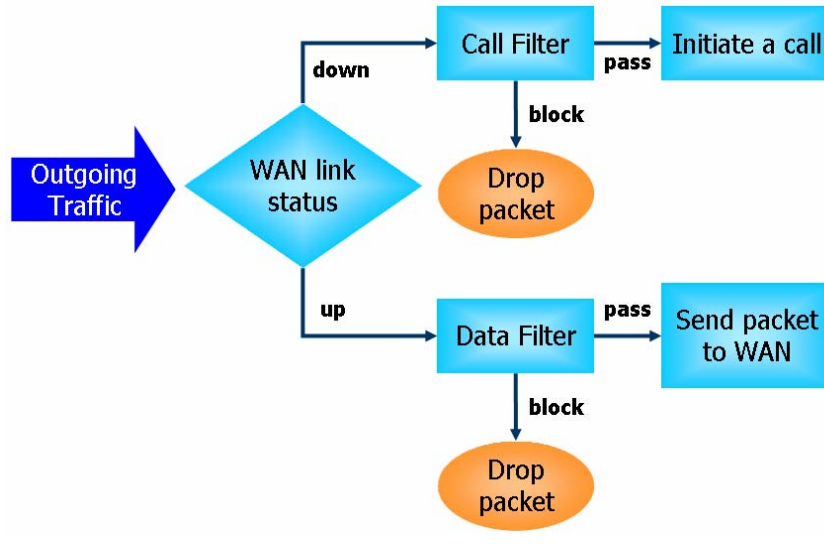 Outgoing
Traffic
WAN link
status
down
Call Filter
pass
Initiate a call
block
Drop
packet
up
Data Filter
pass
Send packet
to WAN
block
Drop
packet